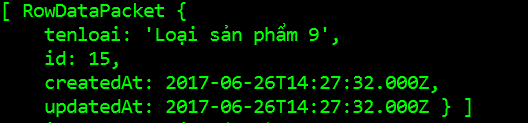 [ RowDataPacket {
tenloai: 'Loại sản phẩm 9',
id: 15,
createdAt: 2017-06-26T14:27:32.000Z,
updatedAt: 2017-06-26T14:27:32.000Z } ]